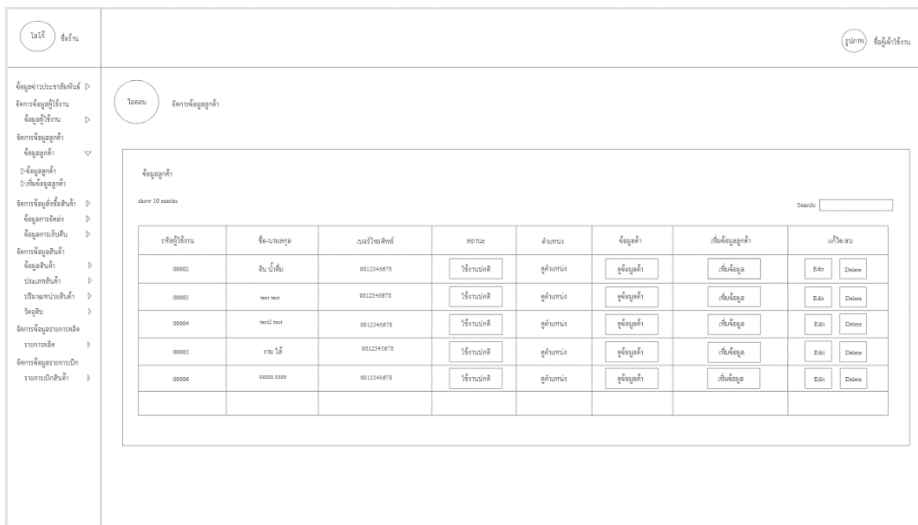 โลโก้ ชื่อร้าน
รูปภาพ ชื่อผู้เข้าใช้งาน
ข้อมูลข่าวประชาสัมพันธ์
จัดการข้อมูลผู้ใช้งาน
ข้อมูลผู้ใช้งาน
จัดการข้อมูลลูกค้า
ข้อมูลลูกค้า
ข้อมูลลูกค้า
เพิ่มข้อมูลลูกค้า
จัดการข้อมูลสั่งซื้อสินค้า
ข้อมูลการจัดส่ง
ข้อมูลการเก็บคืน
จัดการข้อมูลสินค้า
ข้อมูลสินค้า
ประเภทสินค้า
ปริมาณหน่วยสินค้า
วัตถุดิบ
จัดการข้อมูลรายการผลิต
รายการผลิต
จัดการข้อมูลรายการเบิก
รายการเบิกสินค้า
ไอคอน จัดการข้อมูลลูกค้า
ข้อมูลลูกค้า
show 10 entries Search:
รหัสผู้ใช้งาน ชื่อ-นามสกุล เบอร์โทรศัพท์ สถานะ ตำแหน่ง ข้อมูลค้า เพิ่มข้อมูลลูกค้า แก้ไข/ลบ
00002 จีน น้ำดื่ม 0812345678 ใช้งานปกติ ดูตำแหน่ง ดูข้อมูลค้า เพิ่มข้อมูล Edit Delete
00003 test test 0812345678 ใช้งานปกติ ดูตำแหน่ง ดูข้อมูลค้า เพิ่มข้อมูล Edit Delete
00004 test2 test 0812345678 ใช้งานปกติ ดูตำแหน่ง ดูข้อมูลค้า เพิ่มข้อมูล Edit Delete
00005 งาม ใส้ 0812345678 ใช้งานปกติ ดูตำแหน่ง ดูข้อมูลค้า เพิ่มข้อมูล Edit Delete
00006 0812345678 ใช้งานปกติ ดูตำแหน่ง ดูข้อมูลค้า เพิ่มข้อมูล Edit Delete